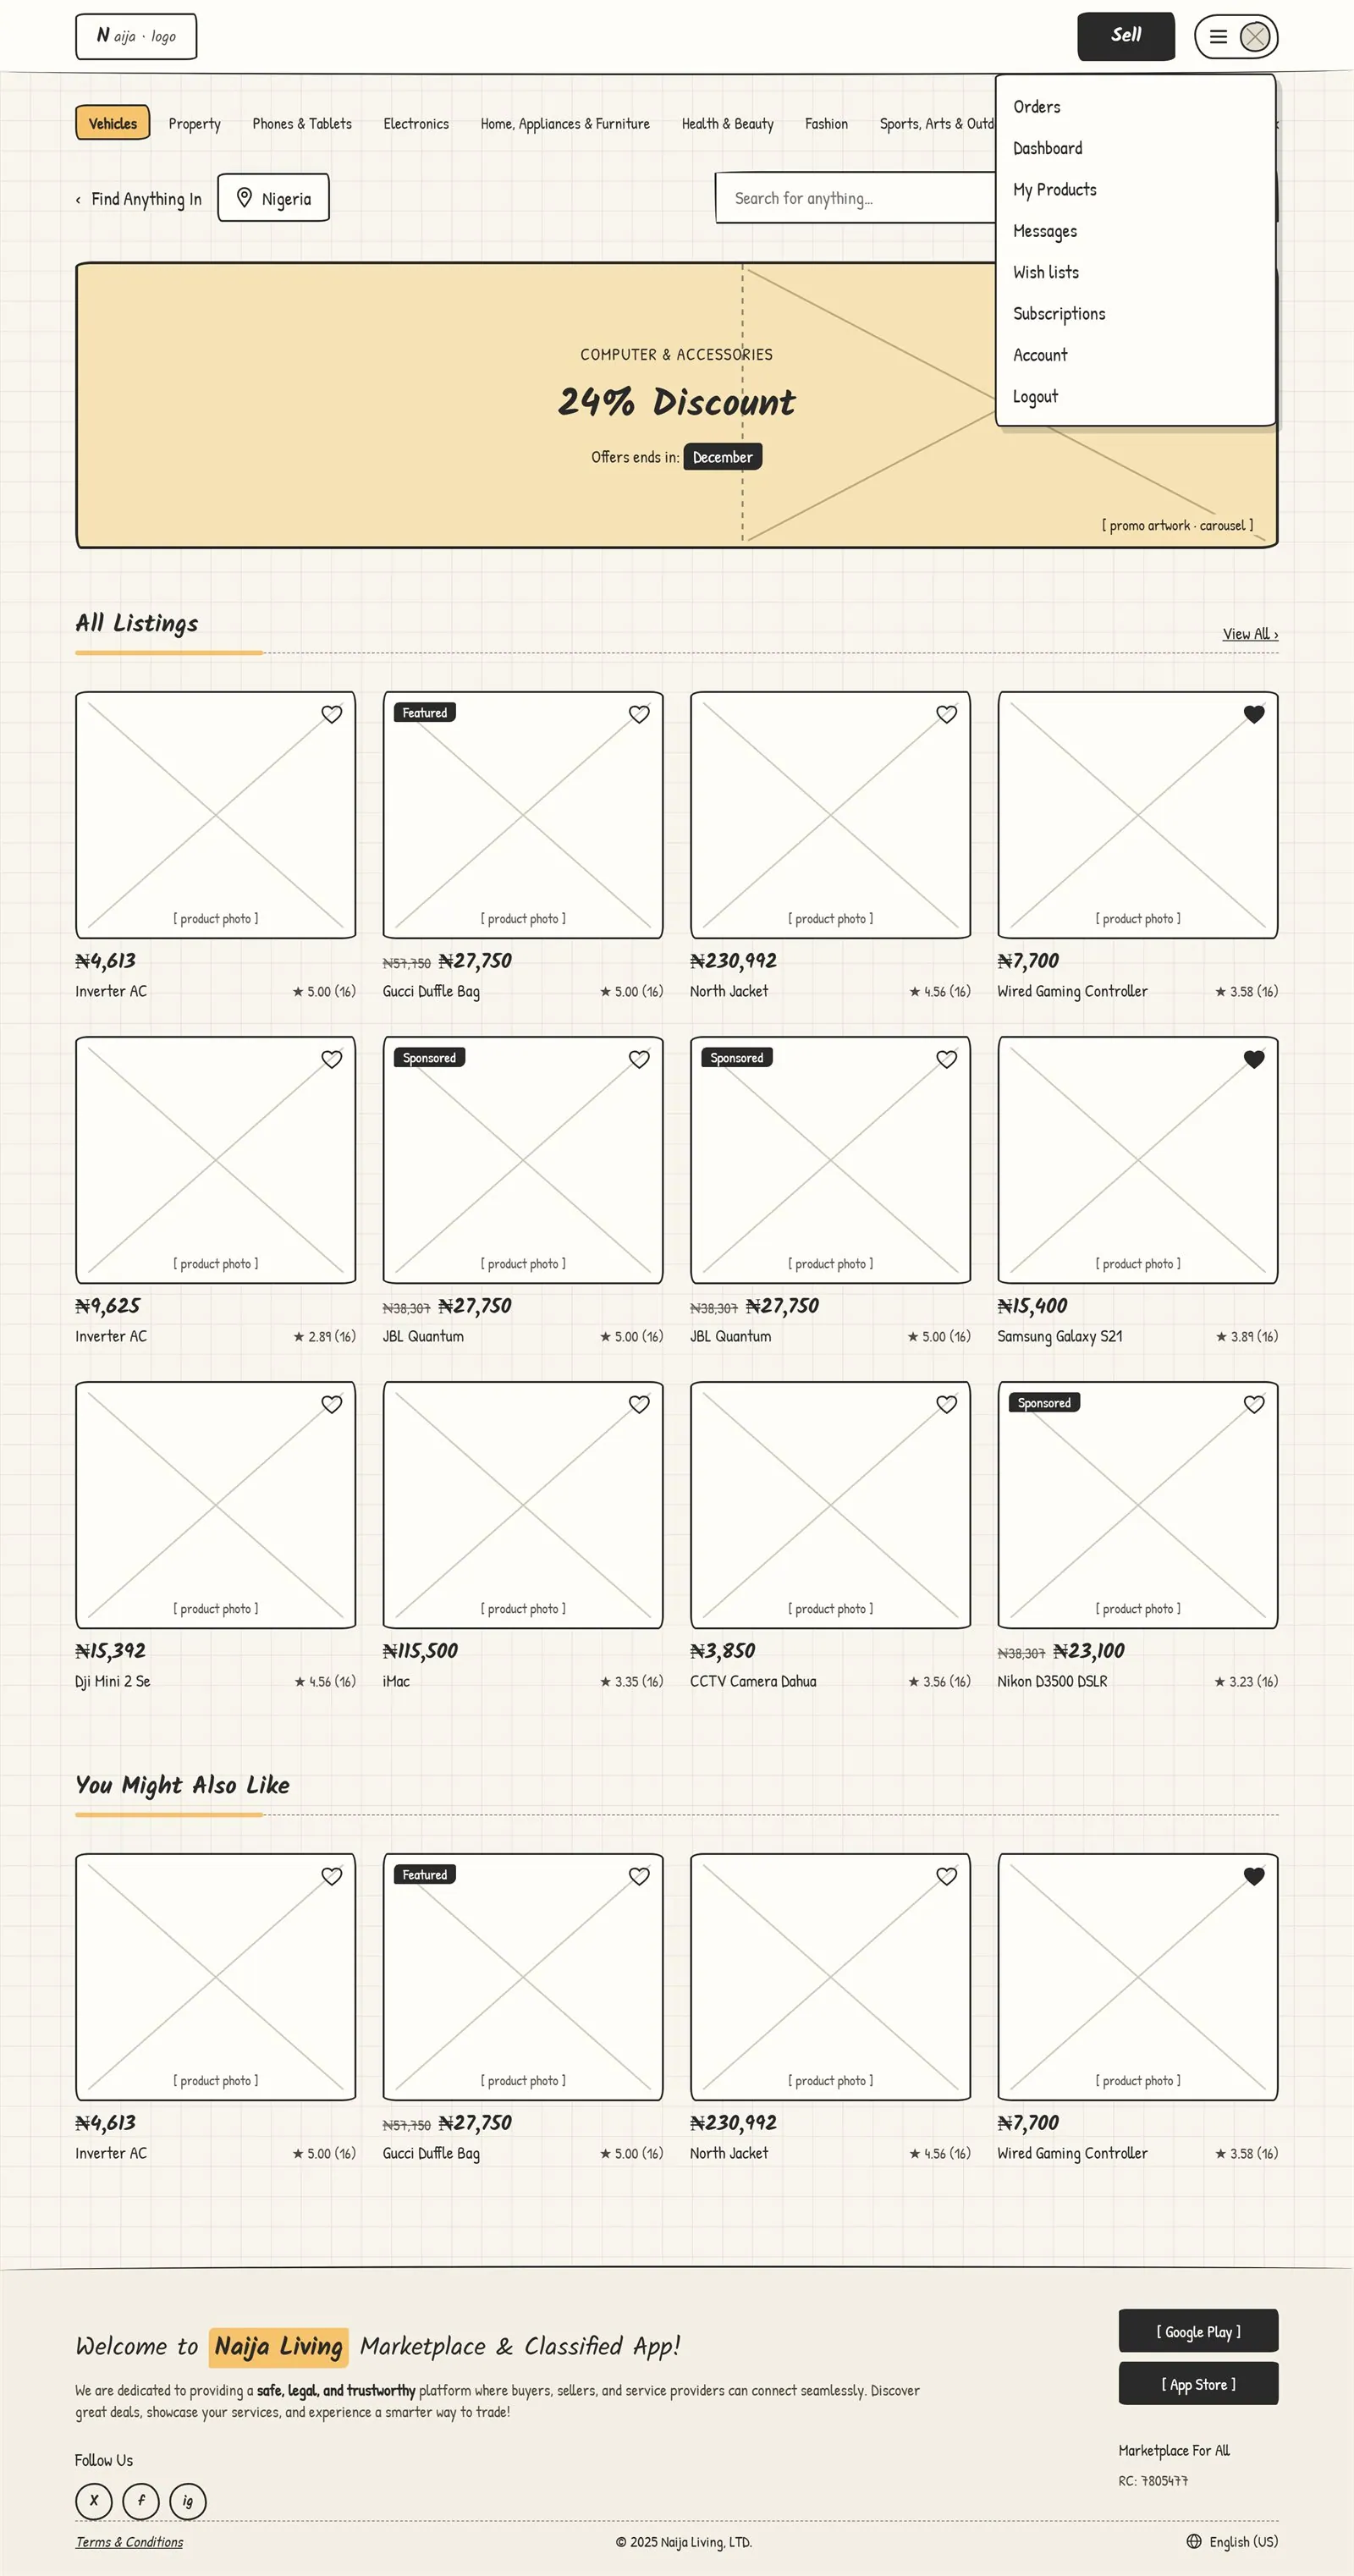 N aija · logo
Sell
Orders
Dashboard
My Products
Messages
Wish lists
Subscriptions
Account
Logout
Vehicles Property Phones & Tablets Electronics Home, Appliances & Furniture Health & Beauty Fashion Sports, Arts & Outd
‹ Find Anything In Nigeria Search for anything...
COMPUTER & ACCESSORIES
24% Discount
Offers ends in: December
[ promo artwork · carousel ]
All Listings
View All ›
Featured
[ product photo ] [ product photo ] [ product photo ] [ product photo ]
₦4,613 ₦57,750 ₦27,750 ₦230,992 ₦7,700
Inverter AC ★ 5.00 (16) Gucci Duffle Bag ★ 5.00 (16) North Jacket ★ 4.56 (16) Wired Gaming Controller ★ 3.58 (16)
Sponsored Sponsored
[ product photo ] [ product photo ] [ product photo ] [ product photo ]
₦9,625 ₦38,307 ₦27,750 ₦38,307 ₦27,750 ₦15,400
Inverter AC ★ 2.89 (16) JBL Quantum ★ 5.00 (16) JBL Quantum ★ 5.00 (16) Samsung Galaxy S21 ★ 3.89 (16)
Sponsored
[ product photo ] [ product photo ] [ product photo ] [ product photo ]
₦15,392 ₦115,500 ₦3,850 ₦38,307 ₦23,100
Dji Mini 2 Se ★ 4.56 (16) iMac ★ 3.35 (16) CCTV Camera Dahua ★ 3.56 (16) Nikon D3500 DSLR ★ 3.23 (16)
You Might Also Like
Featured
[ product photo ] [ product photo ] [ product photo ] [ product photo ]
₦4,613 ₦57,750 ₦27,750 ₦230,992 ₦7,700
Inverter AC ★ 5.00 (16) Gucci Duffle Bag ★ 5.00 (16) North Jacket ★ 4.56 (16) Wired Gaming Controller ★ 3.58 (16)
Welcome to Naija Living Marketplace & Classified App!
We are dedicated to providing a safe, legal, and trustworthy platform where buyers, sellers, and service providers can connect seamlessly. Discover
great deals, showcase your services, and experience a smarter way to trade!
[ Google Play ]
[ App Store ]
Marketplace For All
RC: 7805477
Follow Us
X f ig
Terms & Conditions © 2025 Naija Living, LTD. English (US)